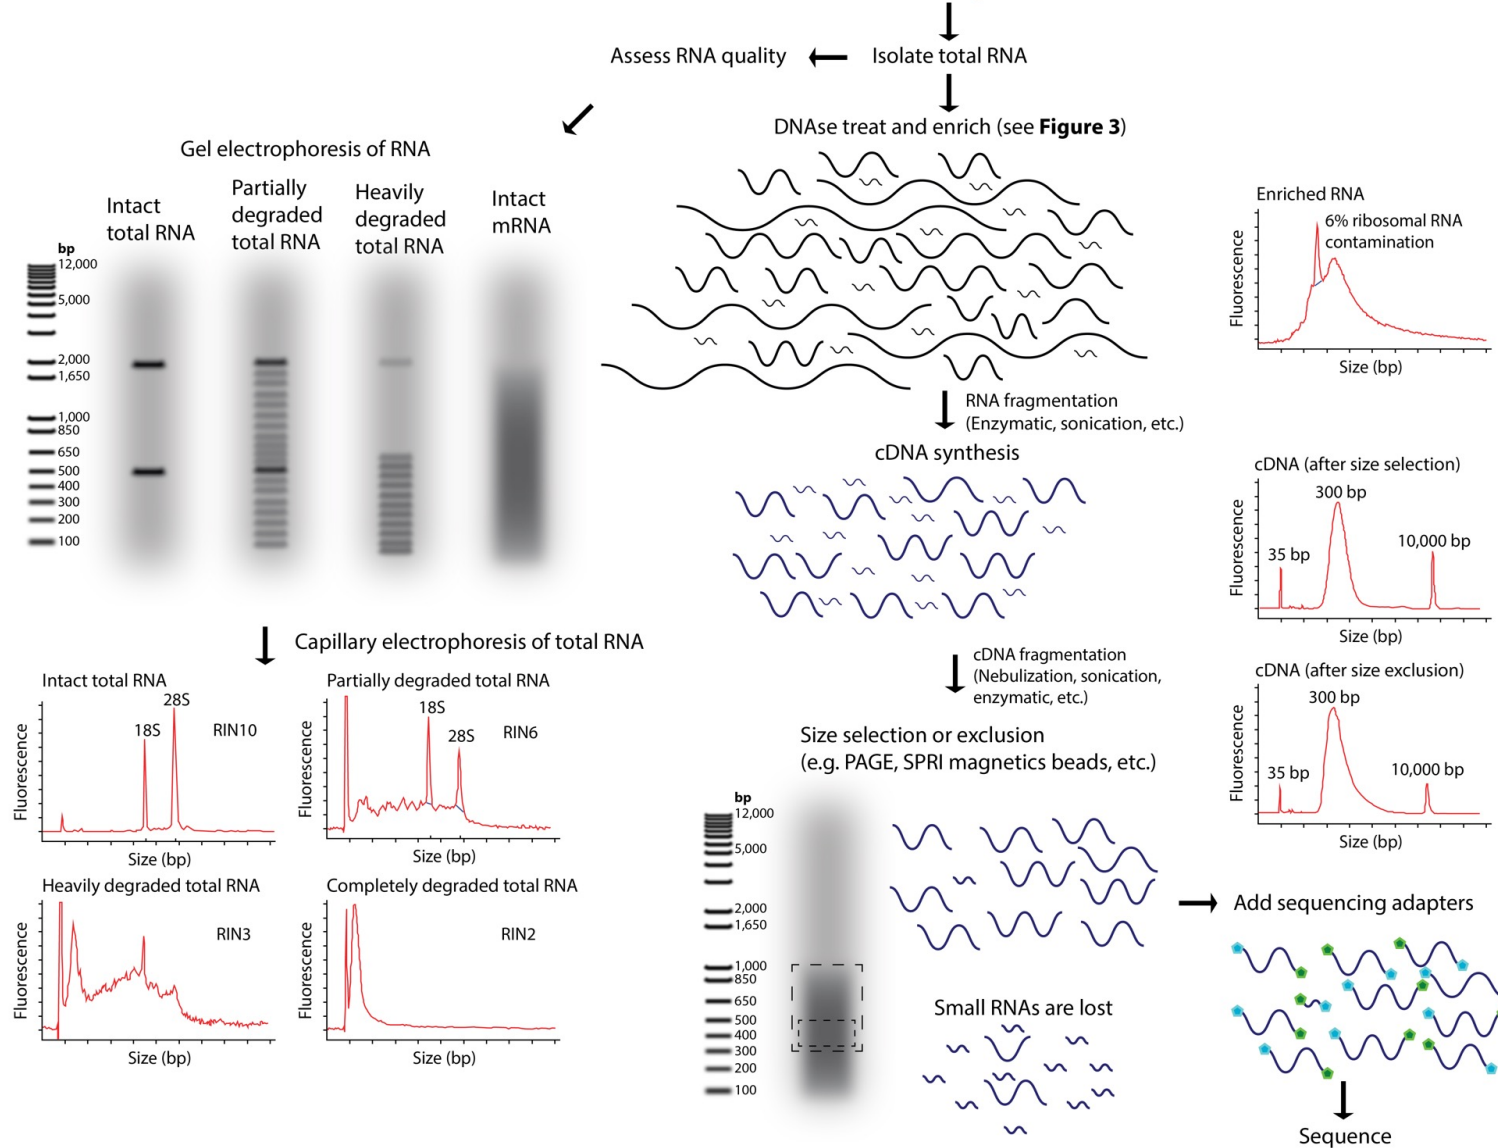 Assess RNA quality
Isolate total RNA
DNAse treat and enrich (see Figure 3)
Gel electrophoresis of RNA
Intact
total RNA
Partially
degraded
total RNA
Heavily
degraded
total RNA
Intact
mRNA
bp
12,000
5,000
2,000
1,650
1,000
850
650
500
400
300
200
100
Enriched RNA
6% ribosomal RNA
contamination
Fluorescence
Size (bp)
RNA fragmentation
(Enzymatic, sonication, etc.)
cDNA synthesis
cDNA (after size selection)
300 bp
35 bp
10,000 bp
Fluorescence
Size (bp)
Capillary electrophoresis of total RNA
Intact total RNA
28S
18S
RIN10
Fluorescence
Size (bp)
Partially degraded total RNA
18S
28S
RIN6
Fluorescence
Size (bp)
Heavily degraded total RNA
RIN3
Fluorescence
Size (bp)
Completely degraded total RNA
RIN2
Fluorescence
Size (bp)
cDNA fragmentation
(Nebulization, sonication,
enzymatic, etc.)
cDNA (after size exclusion)
300 bp
35 bp
10,000 bp
Fluorescence
Size (bp)
Size selection or exclusion
(e.g. PAGE, SPRI magnetics beads, etc.)
bp
12,000
5,000
2,000
1,650
1,000
850
650
500
400
300
200
100
Small RNAs are lost
Add sequencing adapters
Sequence